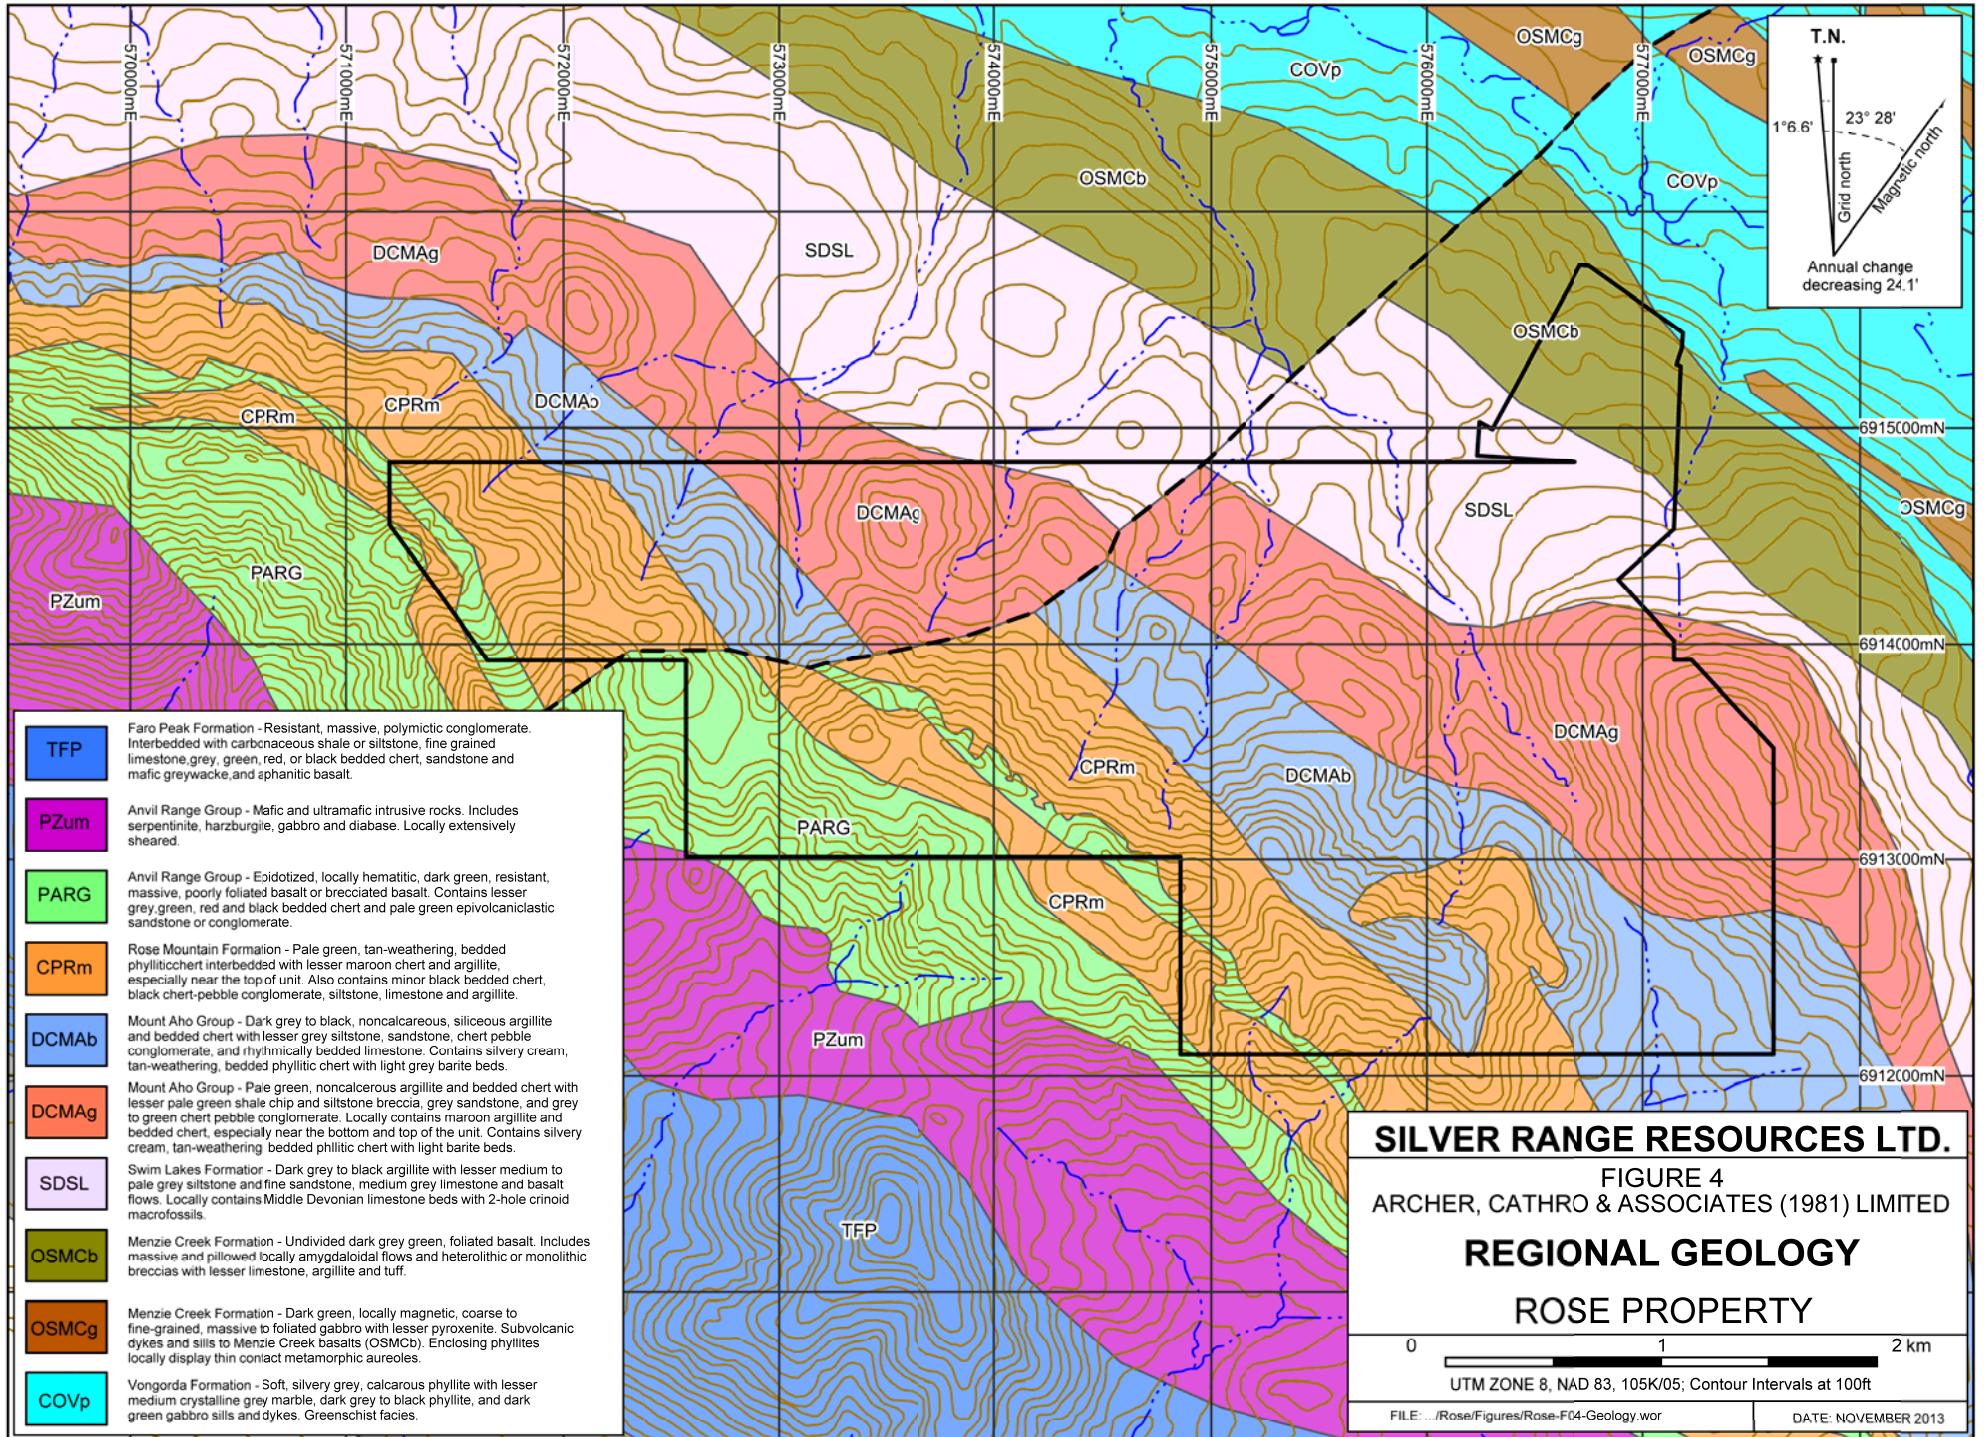 570000mE
571000mE
572000mE
573000mE
574000mE
575000mE
576000mE
577000mE
OSMCg
OSMCg
COVp
OSMCb
COVp
SDSL
DCMAg
OSMCb
DCMAb
CPRm
CPRm
DCMAg
SDSL
OSMCg
PARG
PZum
DCMAg
CPRm
DCMAb
PARG
CPRm
PZum
TFP
6915000mN
6914000mN
6913000mN
6912000mN
T.N.
1°6.6'
23° 28'
Grid north
Magnetic north
Annual change
decreasing 24.1'
TFP
Faro Peak Formation - Resistant, massive, polymictic conglomerate.
Interbedded with carbonaceous shale or siltstone, fine grained
limestone,grey, green, red, or black bedded chert, sandstone and
mafic greywacke,and aphanitic basalt.
PZum
Anvil Range Group - Mafic and ultramafic intrusive rocks. Includes
serpentinite, harzburgite, gabbro and diabase. Locally extensively
sheared.
PARG
Anvil Range Group - Epidotized, locally hematitic, dark green, resistant,
massive, poorly foliated basalt or brecciated basalt. Contains lesser
grey,green, red and black bedded chert and pale green epivolcaniclastic
sandstone or conglomerate.
CPRm
Rose Mountain Formation - Pale green, tan-weathering, bedded
phylliticchert interbedded with lesser maroon chert and argillite,
especially near the top of unit. Also contains minor black bedded chert,
black chert-pebble conglomerate, siltstone, limestone and argillite.
DCMAb
Mount Aho Group - Dark grey to black, noncalcareous, siliceous argillite
and bedded chert with lesser grey siltstone, sandstone, chert pebble
conglomerate, and rhythmically bedded limestone. Contains silvery cream,
tan-weathering, bedded phyllitic chert with light grey barite beds.
DCMAg
Mount Aho Group - Pale green, noncalcerous argillite and bedded chert with
lesser pale green shale chip and siltstone breccia, grey sandstone, and grey
to green chert pebble conglomerate. Locally contains maroon argillite and
bedded chert, especially near the bottom and top of the unit. Contains silvery
cream, tan-weathering bedded phllitic chert with light barite beds.
SDSL
Swim Lakes Formation - Dark grey to black argillite with lesser medium to
pale grey siltstone and fine sandstone, medium grey limestone and basalt
flows. Locally contains Middle Devonian limestone beds with 2-hole crinoid
macrofossils.
OSMCb
Menzie Creek Formation - Undivided dark grey green, foliated basalt. Includes
massive and pillowed locally amygdaloidal flows and heterolithic or monolithic
breccias with lesser limestone, argillite and tuff.
OSMCg
Menzie Creek Formation - Dark green, locally magnetic, coarse to
fine-grained, massive to foliated gabbro with lesser pyroxenite. Subvolcanic
dykes and sills to Menzie Creek basalts (OSMCb). Enclosing phyllites
locally display thin contact metamorphic aureoles.
COVp
Vongorda Formation - Soft, silvery grey, calcarous phyllite with lesser
medium crystalline grey marble, dark grey to black phyllite, and dark
green gabbro sills and dykes. Greenschist facies.
SILVER RANGE RESOURCES LTD.
FIGURE 4
ARCHER, CATHRO & ASSOCIATES (1981) LIMITED
REGIONAL GEOLOGY
ROSE PROPERTY
0 1 2 km
UTM ZONE 8, NAD 83, 105K/05; Contour Intervals at 100ft
FILE: .../Rose/Figures/Rose-F04-Geology.wor
DATE: NOVEMBER 2013